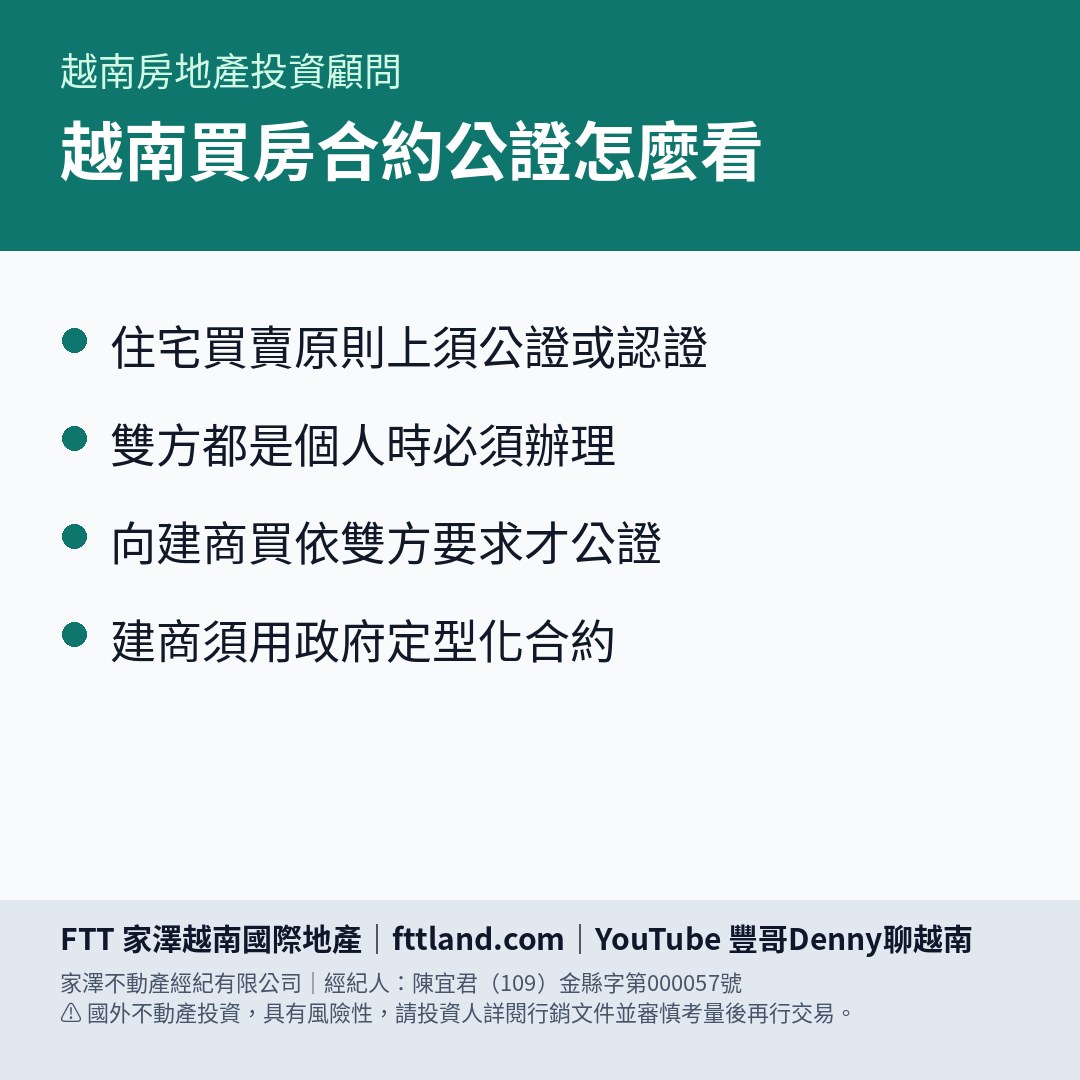 越南房地產投資顧問
越南買房合約公證怎麼看
● 住宅買賣原則上須公證或認證
● 雙方都是個人時必須辦理
● 向建商買依雙方要求才公證
● 建商須用政府定型化合約
FTT 家澤越南國際地產｜fttland.com｜YouTube 豐哥Denny聊越南
家澤不動產經紀有限公司｜經紀人：陳宜君（109）金縣字第000057號
⚠ 國外不動產投資，具有風險性，請投資人詳閱行銷文件並審慎考量後再行交易。